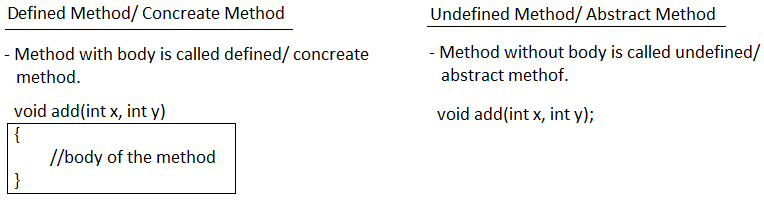 Defined Method/ Concreate Method
- Method with body is called defined/ concreate
method.
void add(int x, int y)
{
//body of the method
}
Undefined Method/ Abstract Method
- Method without body is called undefined/
abstract methof.
void add(int x, int y);